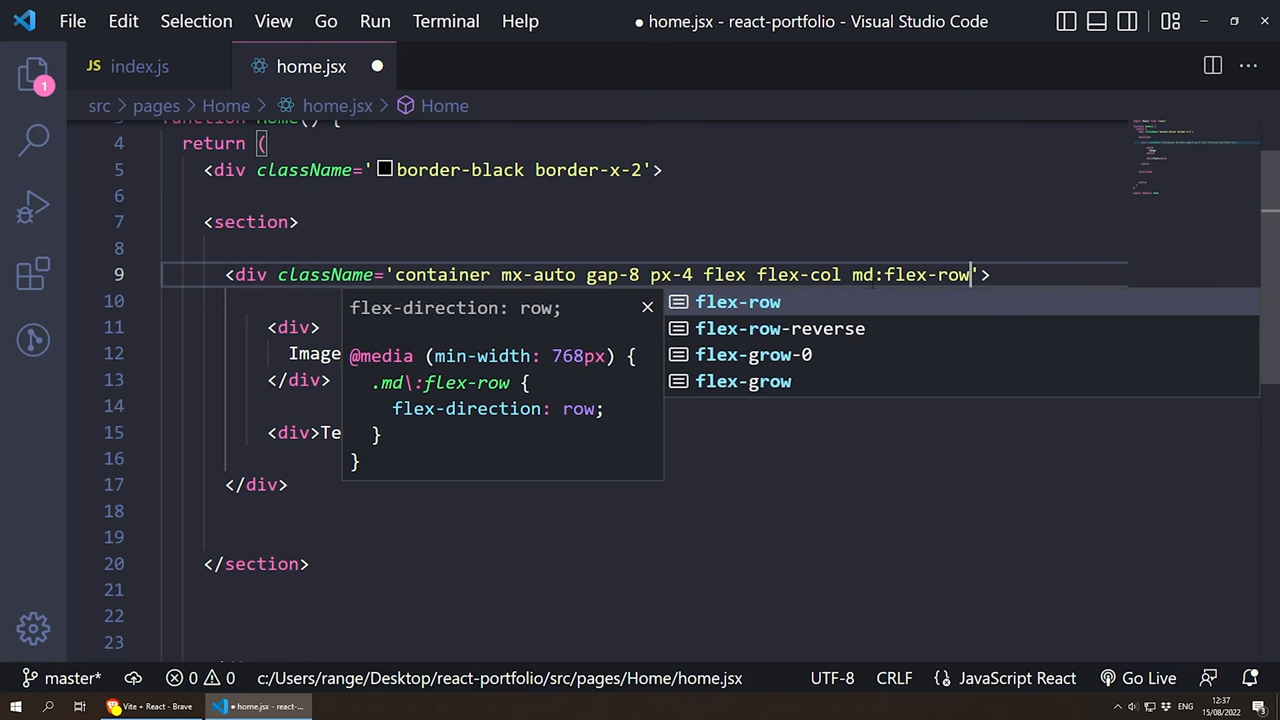 File Edit Selection View Go Run Terminal Help ● home.jsx - react-portfolio - Visual Studio Code
JS index.js home.jsx
1
src > pages > Home > home.jsx > Home
3 function Home() {
4 return (
5 <div className='border-black border-x-2'>
6
7 <section>
8
9 <div className='container mx-auto gap-8 px-4 flex flex-col md:flex-row'>
10
11 <div>
12 Image
13 </div>
14
15 <div>Te
16
17 </div>
18
19
20 </section>
21
22
23
flex-direction: row;
@media (min-width: 768px) {
.md\:flex-row {
flex-direction: row;
}
}
flex-row
flex-row-reverse
flex-grow-0
flex-grow
master* 0 0 c:/Users/range/Desktop/react-portfolio/src/pages/Home/home.jsx UTF-8 CRLF {} JavaScript React Go Live
Vite + React - Brave ● home.jsx - react-... ENG 12:37
15/08/2022
3